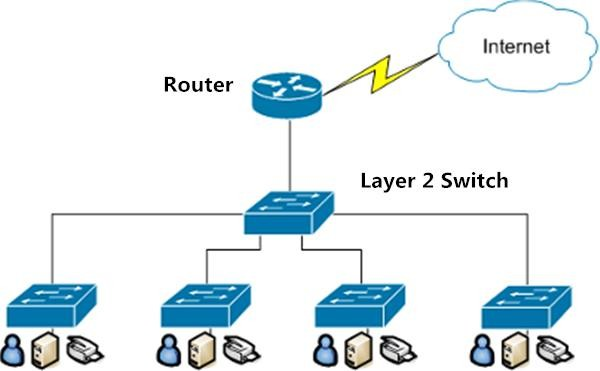 Internet
Router
Layer 2 Switch